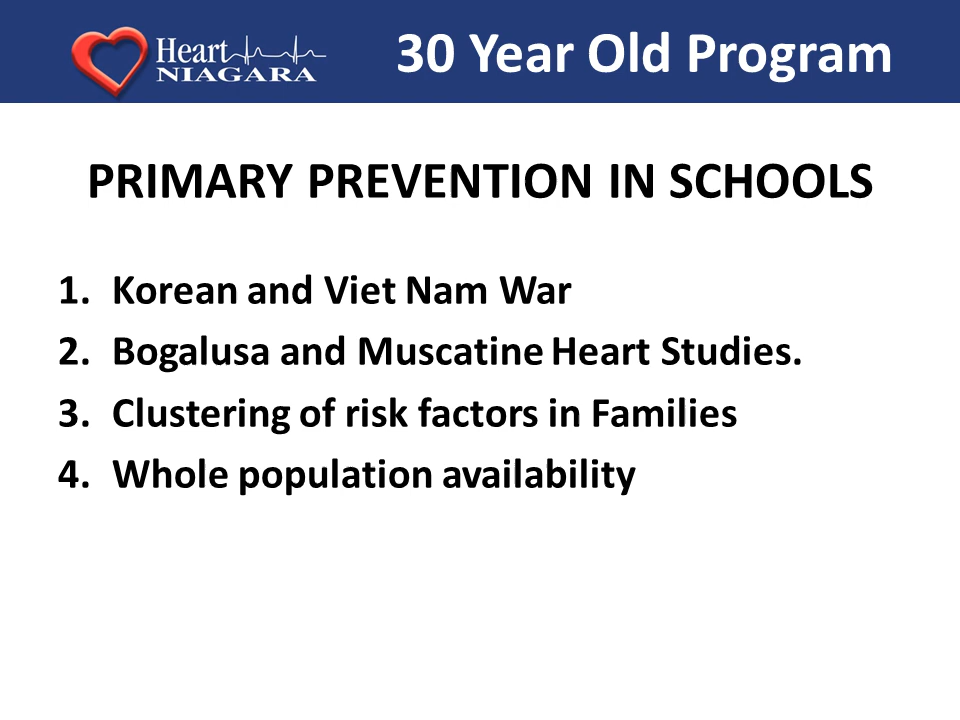 Heart
NIAGARA
30 Year Old Program
PRIMARY PREVENTION IN SCHOOLS
1. Korean and Viet Nam War
2. Bogalusa and Muscatine Heart Studies.
3. Clustering of risk factors in Families
4. Whole population availability